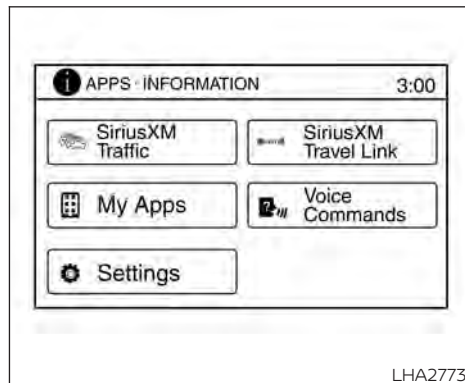 i APPS · INFORMATION 3:00
SiriusXM
Traffic
SiriusXM
Travel Link
My Apps
? Voice
Commands
Settings
LHA2773